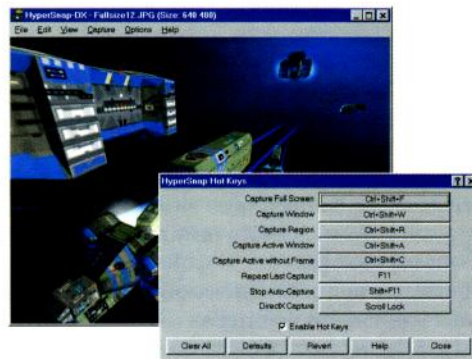 HyperSnap-DX - Fallsize12.JPG (Size: 640 480)
File Edit View Capture Options Help
HyperSnap Hot Keys
Capture Full Screen Ctrl+Shift+F
Capture Window Ctrl+Shift+W
Capture Region Ctrl+Shift+R
Capture Active Window Ctrl+Shift+A
Capture Active without Frame Ctrl+Shift+C
Repeat Last Capture F11
Stop Auto-Capture Shift+F11
DirectX Capture Scroll Lock
Enable Hot Keys
Clear All Defaults Revert Help Close